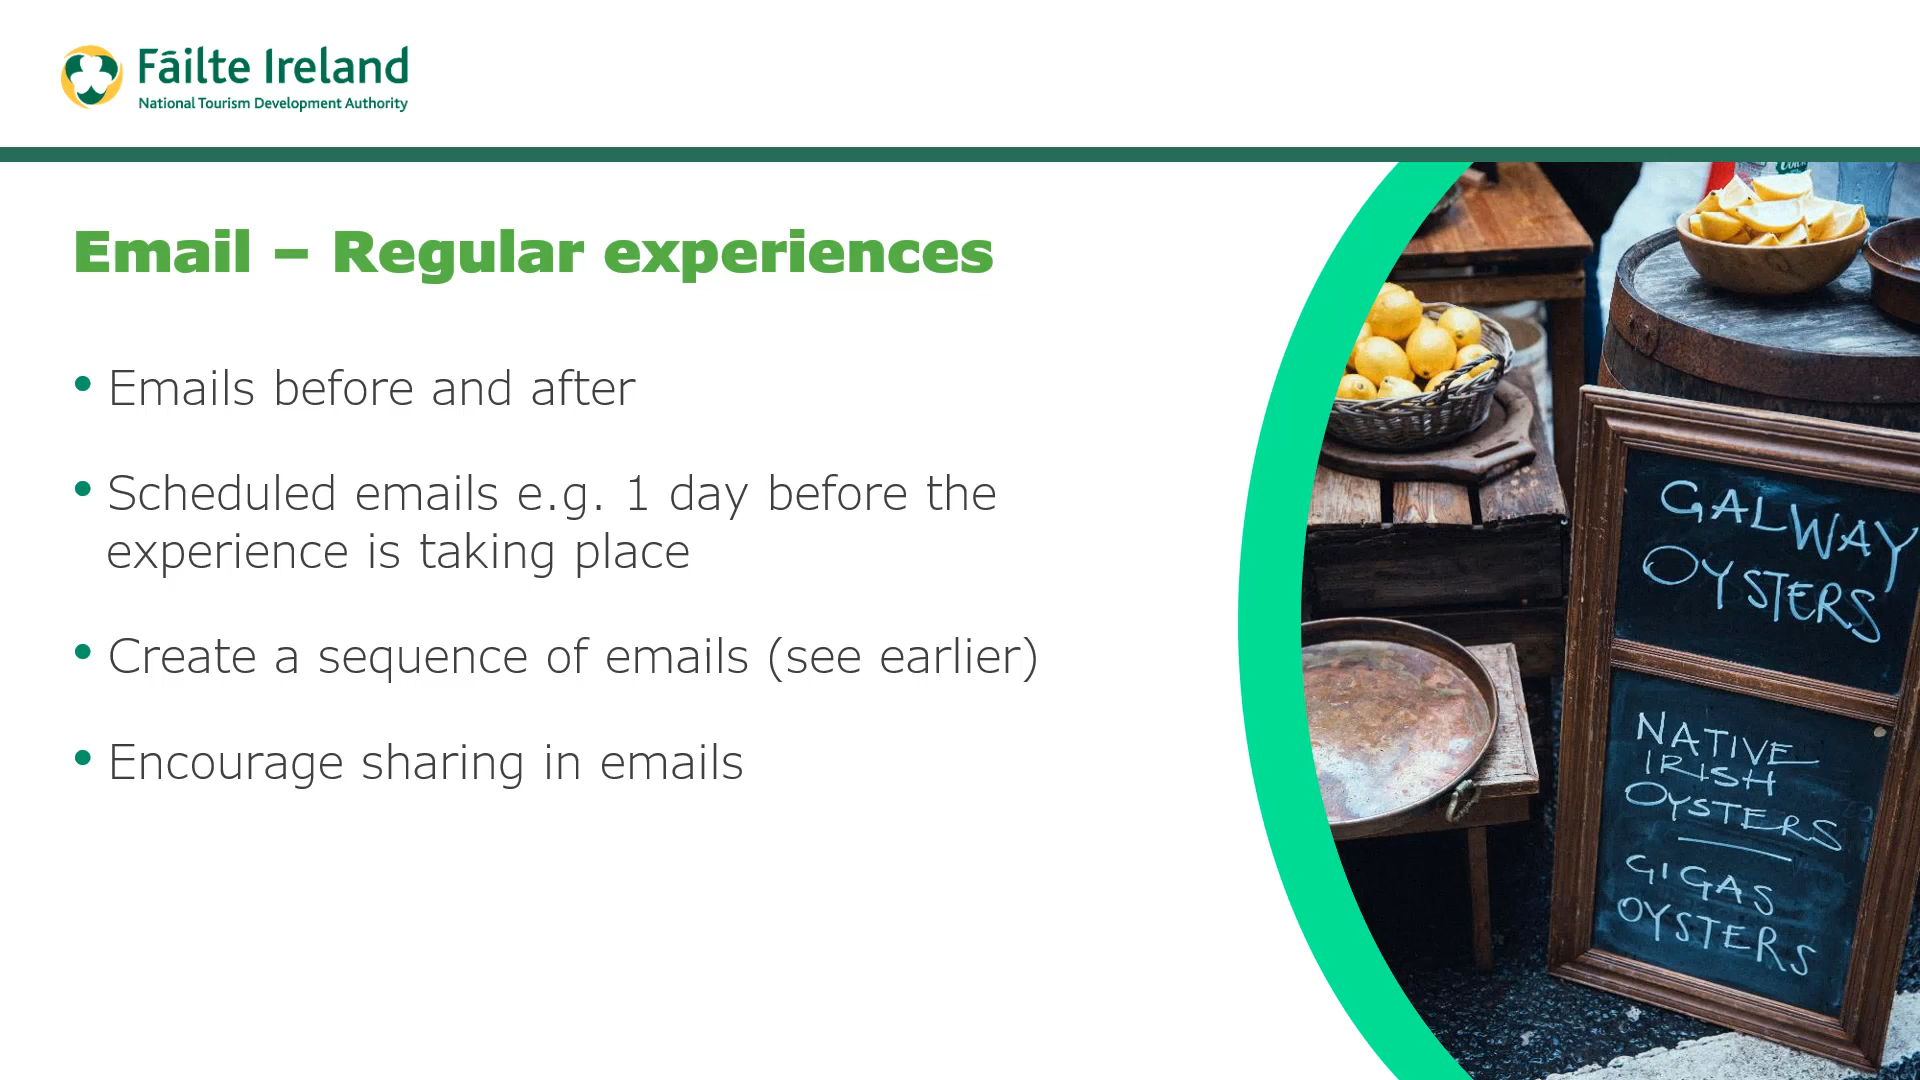 Fáilte Ireland
National Tourism Development Authority
Email – Regular experiences
• Emails before and after
• Scheduled emails e.g. 1 day before the
experience is taking place
• Create a sequence of emails (see earlier)
• Encourage sharing in emails
GALWAY
OYSTERS
NATIVE
IRISH
OYSTERS
GIGAS
OYSTERS